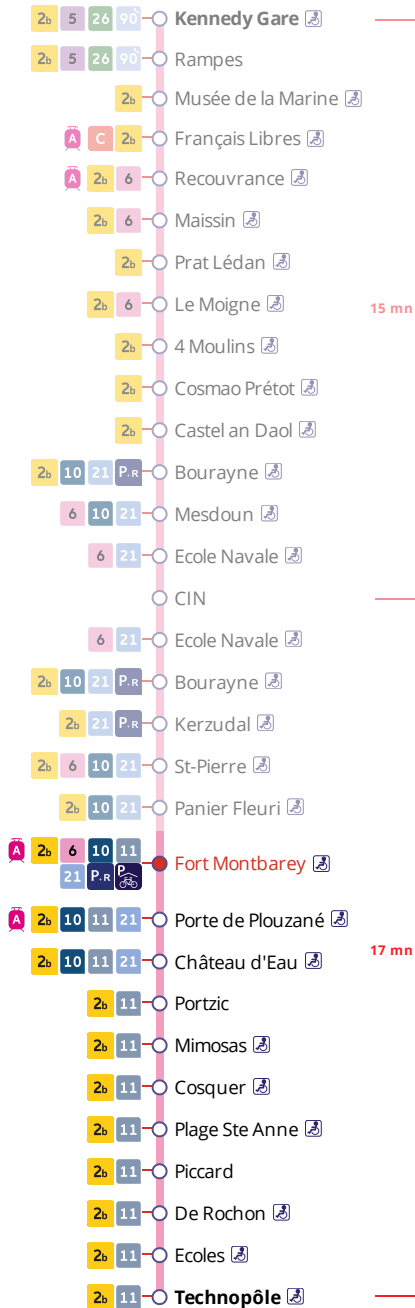 2b 5 26 90 Kennedy Gare
2b 5 26 90 Rampes
2b Musée de la Marine
A C 2b Français Libres
A 2b 6 Recouvrance
2b 6 Maissin
2b Prat Lédan
2b 6 Le Moigne 15 mn
2b 4 Moulins
2b Cosmao Prétot
2b Castel an Daol
2b 10 21 P.R Bourayne
6 10 21 Mesdoun
6 21 Ecole Navale
CIN
6 21 Ecole Navale
2b 10 21 P.R Bourayne
2b 21 P.R Kerzudal
2b 6 10 21 St-Pierre
2b 10 21 Panier Fleuri
A 2b 6 10 11
21 P.R P Fort Montbarey
A 2b 10 11 21 Porte de Plouzané
17 mn
2b 10 11 21 Château d'Eau
2b 11 Portzic
2b 11 Mimosas
2b 11 Cosquer
2b 11 Plage Ste Anne
2b 11 Piccard
2b 11 De Rochon
2b 11 Ecoles
2b 11 Technopôle